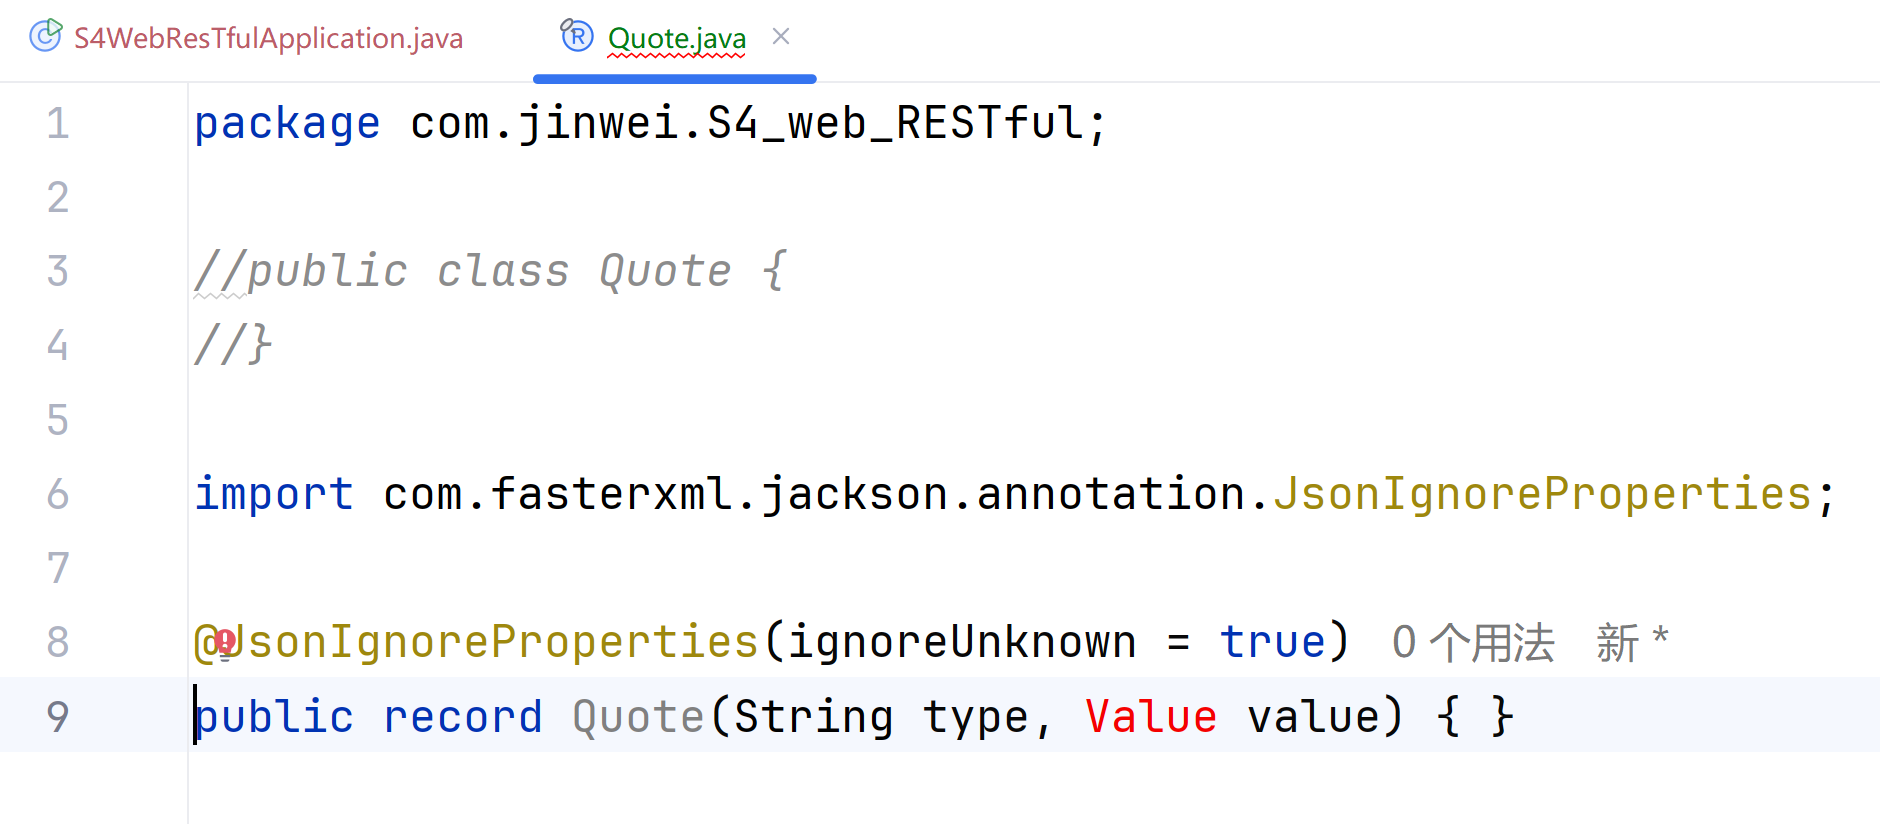 S4WebResTfulApplication.java
Quote.java
1 package com.jinwei.S4_web_RESTful;
2
3 //public class Quote {
4 //}
5
6 import com.fasterxml.jackson.annotation.JsonIgnoreProperties;
7
8 @JsonIgnoreProperties(ignoreUnknown = true) 0 个用法 新 *
9 public record Quote(String type, Value value) { }